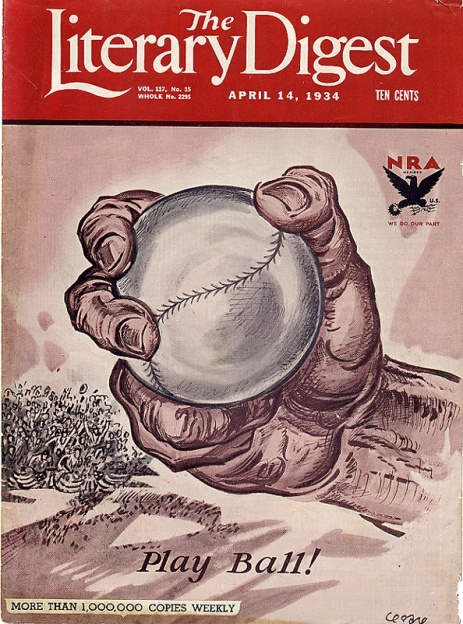 The
Literary Digest
VOL. 117, No. 15
WHOLE No. 2295
APRIL 14, 1934
TEN CENTS
NRA
MEMBER
U.S.
WE DO OUR PART
Play Ball!
MORE THAN 1,000,000 COPIES WEEKLY